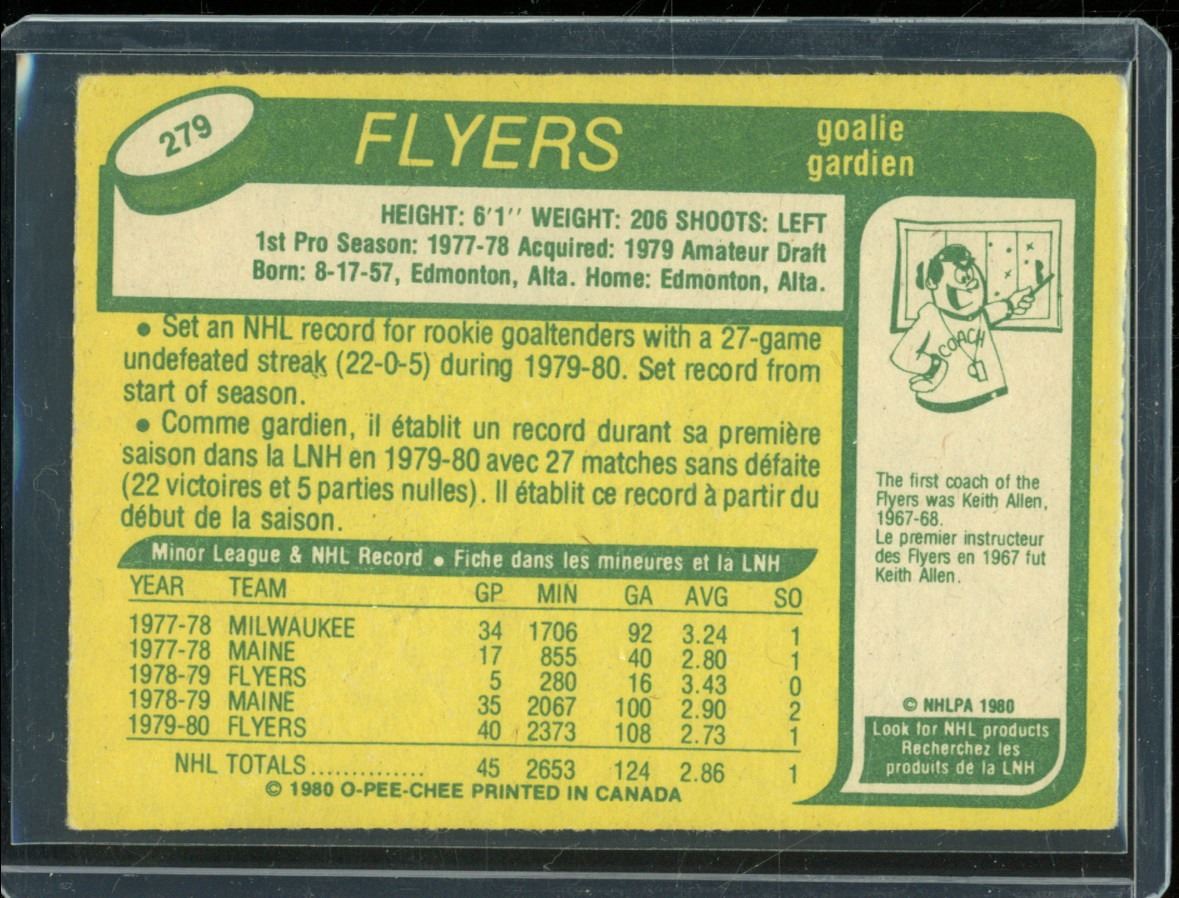 279
FLYERS
goalie
gardien
HEIGHT: 6'1'' WEIGHT: 206 SHOOTS: LEFT
1st Pro Season: 1977-78 Acquired: 1979 Amateur Draft
Born: 8-17-57, Edmonton, Alta. Home: Edmonton, Alta.
• Set an NHL record for rookie goaltenders with a 27-game
undefeated streak (22-0-5) during 1979-80. Set record from
start of season.
• Comme gardien, il établit un record durant sa première
saison dans la LNH en 1979-80 avec 27 matches sans défaite
(22 victoires et 5 parties nulles). Il établit ce record à partir du
début de la saison.
Minor League & NHL Record • Fiche dans les mineures et la LNH
YEAR TEAM GP MIN GA AVG SO
1977-78 MILWAUKEE 34 1706 92 3.24 1
1977-78 MAINE 17 855 40 2.80 1
1978-79 FLYERS 5 280 16 3.43 0
1978-79 MAINE 35 2067 100 2.90 2
1979-80 FLYERS 40 2373 108 2.73 1
NHL TOTALS.............. 45 2653 124 2.86 1
© 1980 O-PEE-CHEE PRINTED IN CANADA
COACH
The first coach of the
Flyers was Keith Allen,
1967-68.
Le premier instructeur
des Flyers en 1967 fut
Keith Allen.
© NHLPA 1980
Look for NHL products
Recherchez les
produits de la LNH